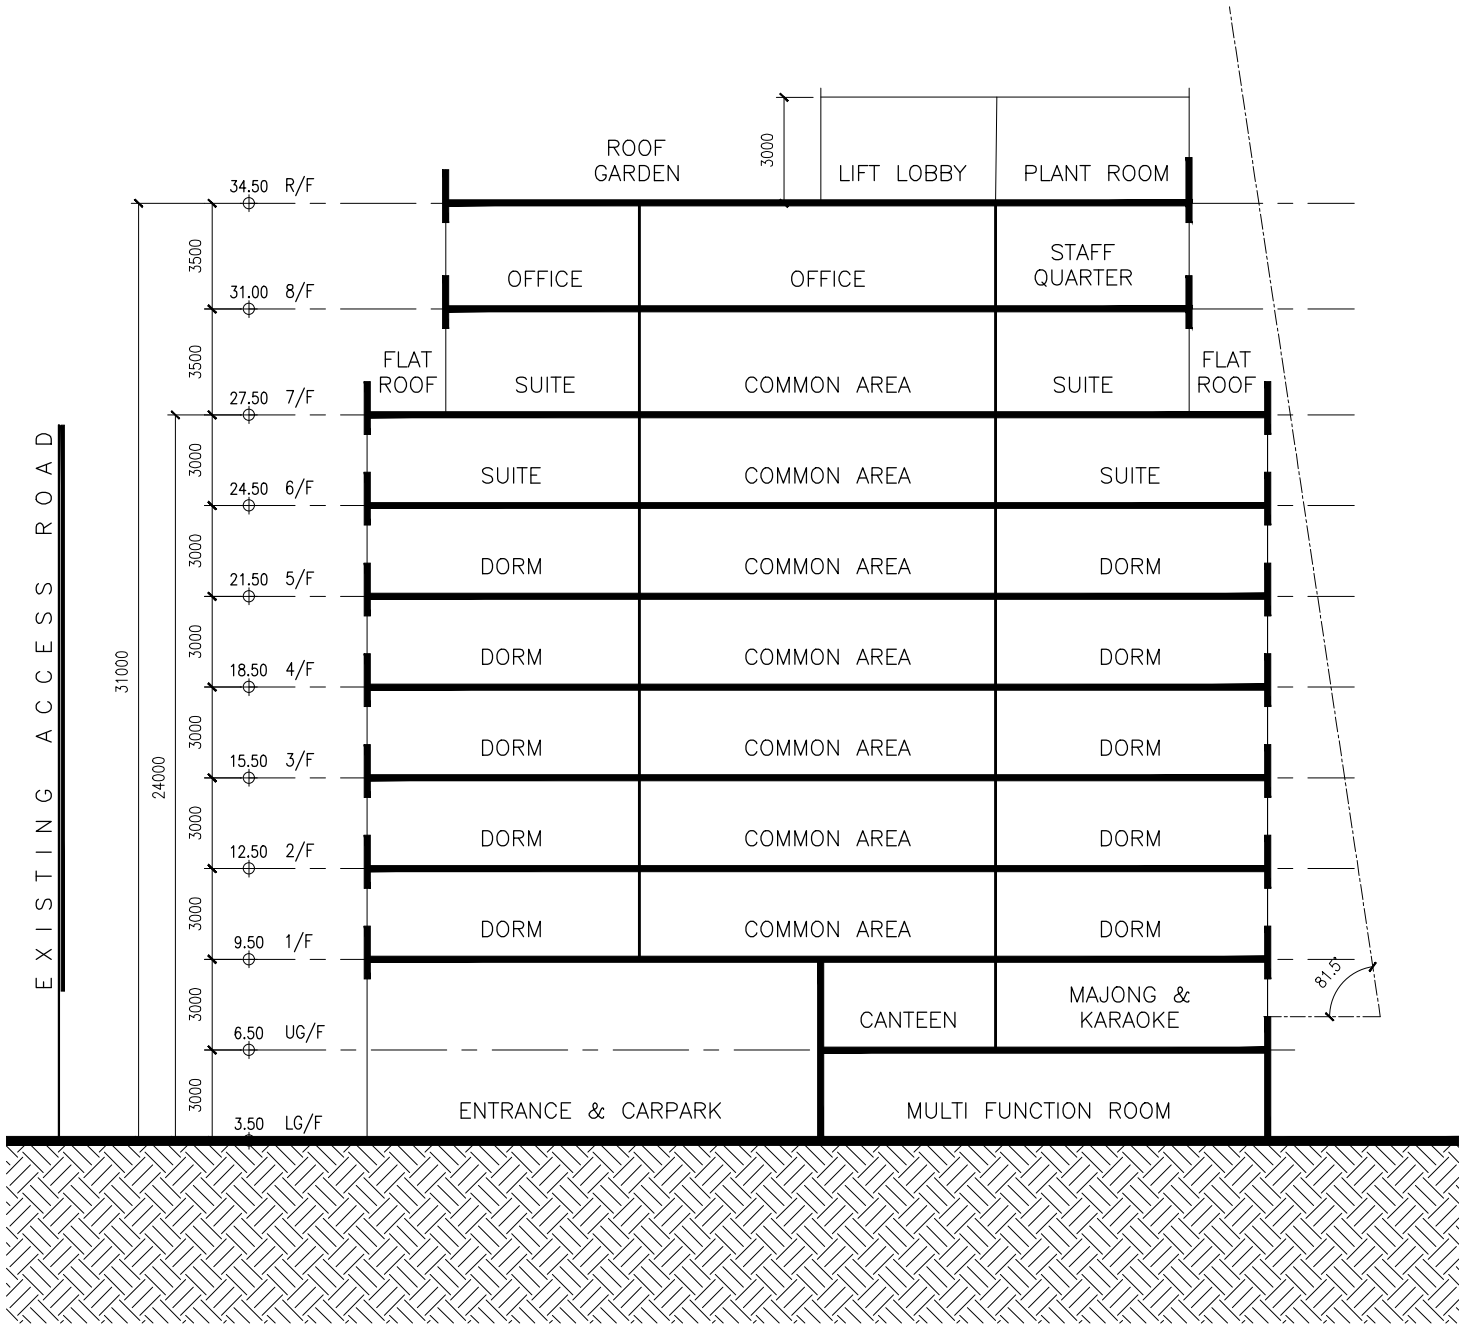 3000
ROOF
GARDEN
LIFT LOBBY
PLANT ROOM
34.50 R/F
3500
OFFICE
OFFICE
STAFF
QUARTER
31.00 8/F
3500
FLAT
ROOF
SUITE
COMMON AREA
SUITE
FLAT
ROOF
27.50 7/F
3000
SUITE
COMMON AREA
SUITE
24.50 6/F
3000
DORM
COMMON AREA
DORM
21.50 5/F
3000
DORM
COMMON AREA
DORM
18.50 4/F
3000
DORM
COMMON AREA
DORM
15.50 3/F
3000
DORM
COMMON AREA
DORM
12.50 2/F
3000
DORM
COMMON AREA
DORM
9.50 1/F
3000
CANTEEN
MAJONG &
KARAOKE
81.5°
6.50 UG/F
3000
ENTRANCE & CARPARK
MULTI FUNCTION ROOM
3.50 LG/F
31000
24000
EXISTING ACCESS ROAD